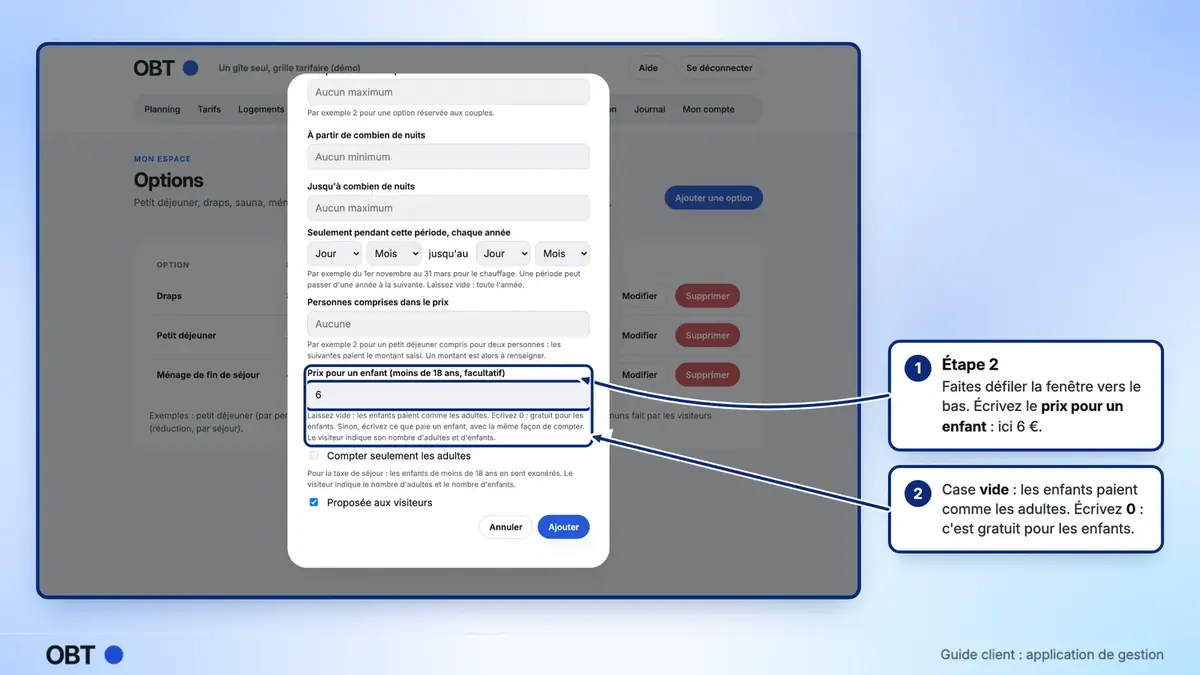 OBT
Un gîte seul, grille tarifaire (démo)
Aide
Se déconnecter
Planning
Tarifs
Logements
Journal
Mon compte
MON ESPACE
Options
Petit déjeuner, draps, sauna,
Ajouter une option
OPTION
Draps
Modifier
Supprimer
Petit déjeuner
Modifier
Supprimer
Ménage de fin de séjour
Modifier
Supprimer
Exemples : petit déjeuner (par
(réduction, par séjour).
fait par les visiteurs
Aucun maximum
Par exemple 2 pour une option réservée aux couples.
À partir de combien de nuits
Aucun minimum
Jusqu'à combien de nuits
Aucun maximum
Seulement pendant cette période, chaque année
Jour Mois jusqu'au Jour Mois
Par exemple du 1er novembre au 31 mars pour le chauffage. Une période peut
passer d'une année à la suivante. Laissez vide : toute l'année.
Personnes comprises dans le prix
Aucune
Par exemple 2 pour un petit déjeuner compris pour deux personnes : les
suivantes paient le montant saisi. Un montant est alors à renseigner.
Prix pour un enfant (moins de 18 ans, facultatif)
6
Laissez vide : les enfants paient comme les adultes. Écrivez 0 : gratuit pour les
enfants. Sinon, écrivez ce que paie un enfant, avec la même façon de compter.
Le visiteur indique son nombre d'adultes et d'enfants.
Compter seulement les adultes
Pour la taxe de séjour : les enfants de moins de 18 ans en sont exonérés. Le
visiteur indique le nombre d'adultes et le nombre d'enfants.
Proposée aux visiteurs
Annuler
Ajouter
1
Étape 2
Faites défiler la fenêtre vers le
bas. Écrivez le prix pour un
enfant : ici 6 €.
2
Case vide : les enfants paient
comme les adultes. Écrivez 0 :
c'est gratuit pour les enfants.
OBT
Guide client : application de gestion